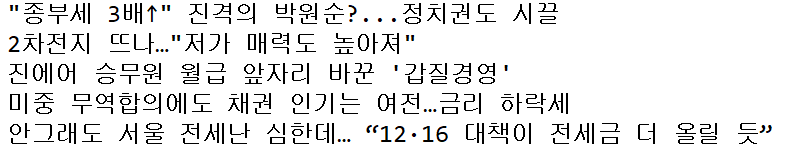 "종부세 3배↑" 진격의 박원순?...정치권도 시끌
2차전지 뜨나…"저가 매력도 높아져"
진에어 승무원 월급 앞자리 바꾼 '갑질경영'
미중 무역합의에도 채권 인기는 여전…금리 하락세
안그래도 서울 전세난 심한데… “12·16 대책이 전세금 더 올릴 듯”